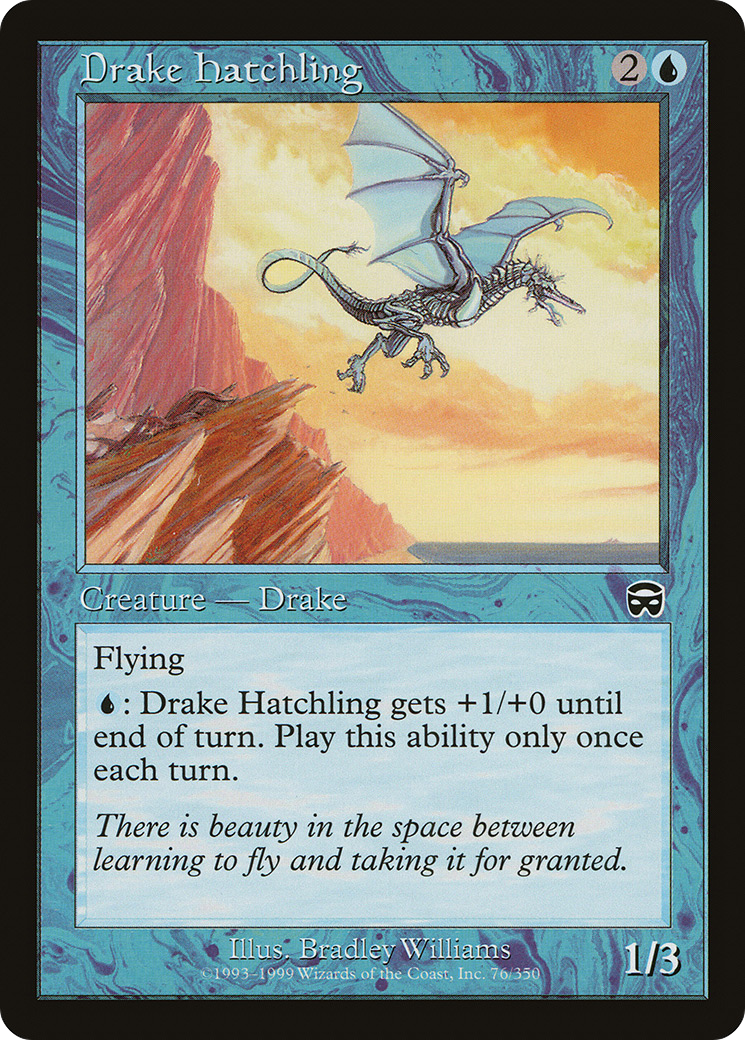 Drake Hatchling 2
Creature — Drake
Flying
: Drake Hatchling gets +1/+0 until
end of turn. Play this ability only once
each turn.
There is beauty in the space between
learning to fly and taking it for granted.
Illus. Bradley Williams
©1993–1999 Wizards of the Coast, Inc. 76/350
1/3